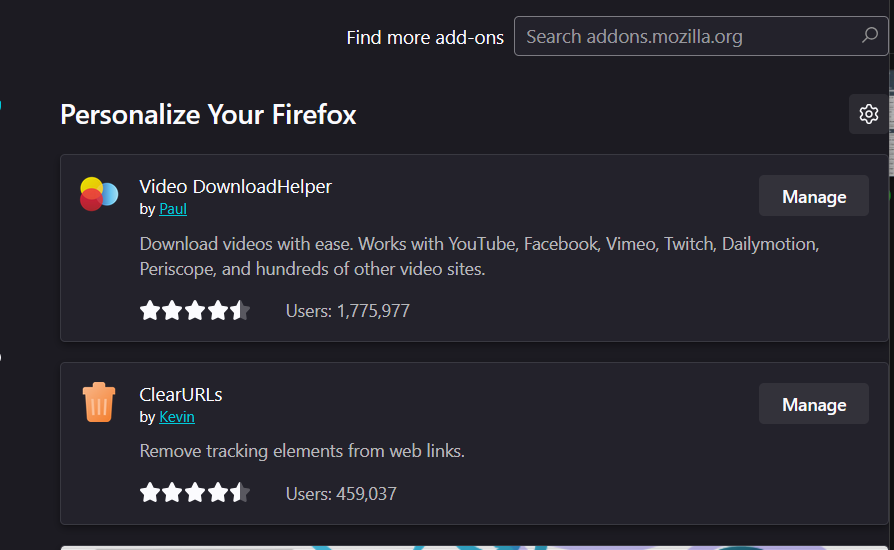 Find more add-ons
Search addons.mozilla.org
Personalize Your Firefox
Video DownloadHelper
Manage
by Paul
Download videos with ease. Works with YouTube, Facebook, Vimeo, Twitch, Dailymotion,
Periscope, and hundreds of other video sites.
Users: 1,775,977
ClearURLs
Manage
by Kevin
Remove tracking elements from web links.
Users: 459,037